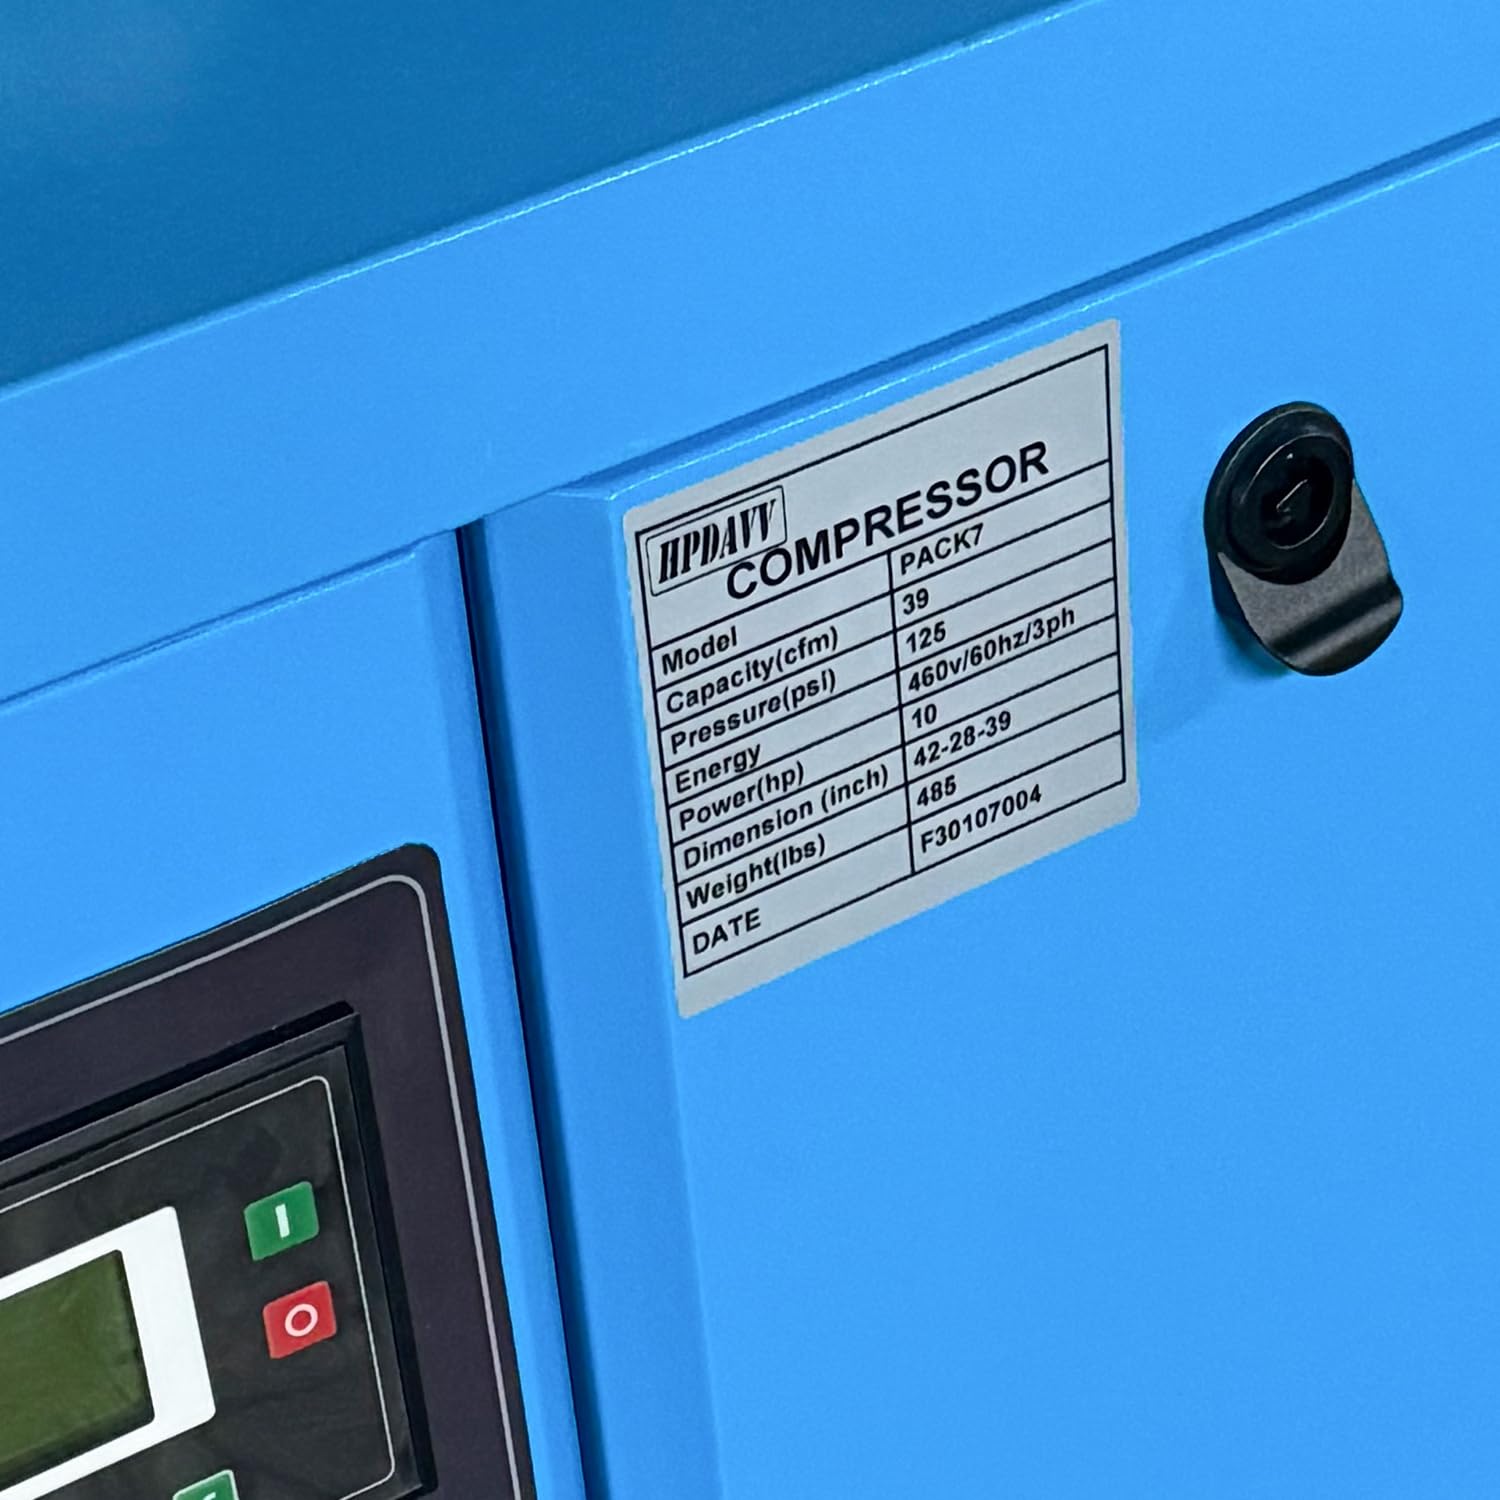 HPDAVV
COMPRESSOR
Model PACK7
Capacity(cfm) 39
Pressure(psi) 125
Energy 460v/60hz/3ph
Power(hp) 10
Dimension (inch) 42-28-39
Weight(lbs) 485
DATE F30107004